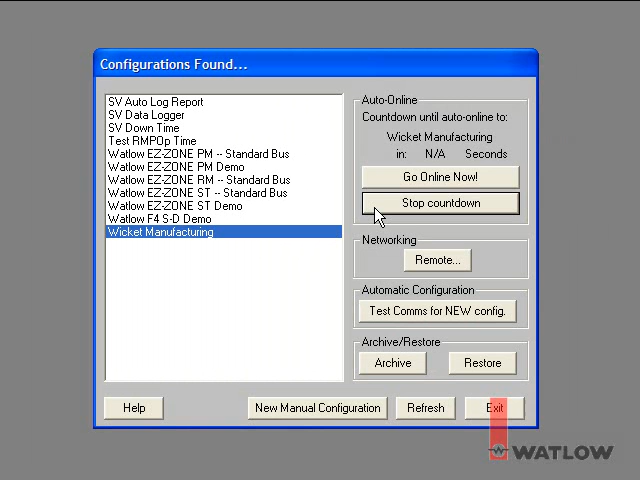 Configurations Found...
SV Auto Log Report
SV Data Logger
SV Down Time
Test RMPOp Time
Watlow EZ-ZONE PM -- Standard Bus
Watlow EZ-ZONE PM Demo
Watlow EZ-ZONE RM -- Standard Bus
Watlow EZ-ZONE ST -- Standard Bus
Watlow EZ-ZONE ST Demo
Watlow F4 S-D Demo
Wicket Manufacturing
Auto-Online
Countdown until auto-online to:
Wicket Manufacturing
in: N/A Seconds
Go Online Now!
Stop countdown
Networking
Remote...
Automatic Configuration
Test Comms for NEW config.
Archive/Restore
Archive Restore
Help New Manual Configuration Refresh Exit
WATLOW